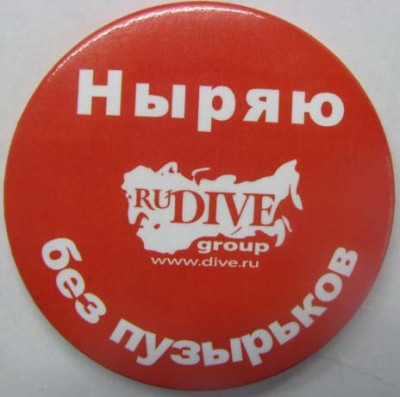 Ныряю
RUDIVE
group
www.dive.ru
без пузырьков